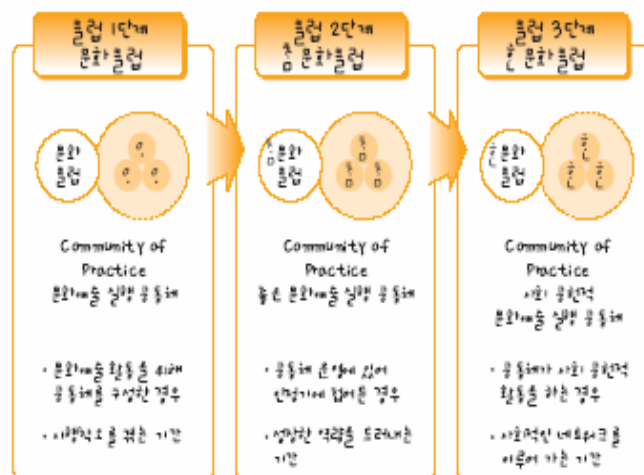 클럽 1단계
문화클럽
문화
클럽
Community of
Practice
문화예술 실행 공동체
· 문화예술 활동을 위해
공동체를 구성한 경우
· 시행착오를 겪는 기간
클럽 2단계
홈 문화클럽
홈 문화
클럽
홈
홈 홈
Community of
Practice
좋은 문화예술 실행 공동체
· 공동체 운영에 있어
안정기에 접어든 경우
· 성장한 역량을 드러내는
기간
클럽 3단계
문화클럽
문화
클럽
Community of
Practice
사회 공헌적
문화예술 실행 공동체
· 공동체가 사회 공헌적
활동을 하는 경우
· 사회적인 네트워크를
이루어 가는 기간